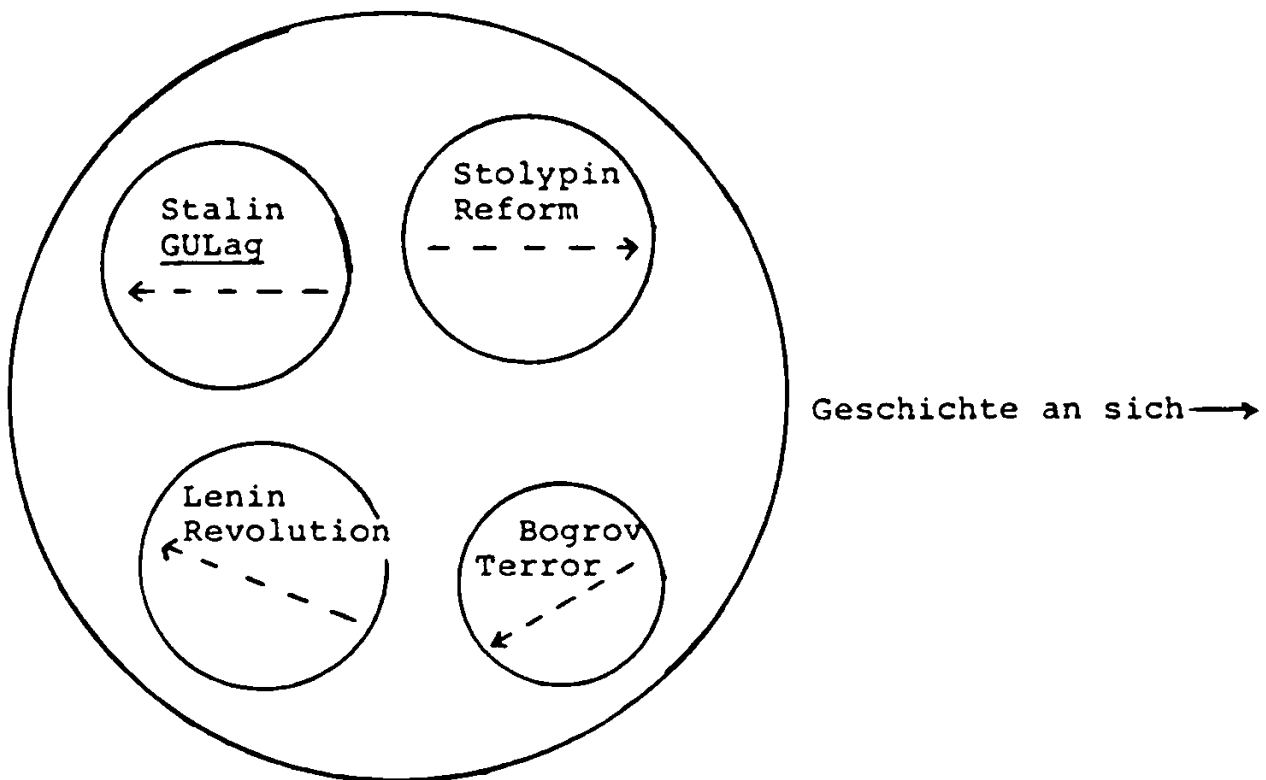 Stolypin
Reform
Stalin
GULag
Geschichte an sich
Lenin
Revolution
Bogrov
Terror